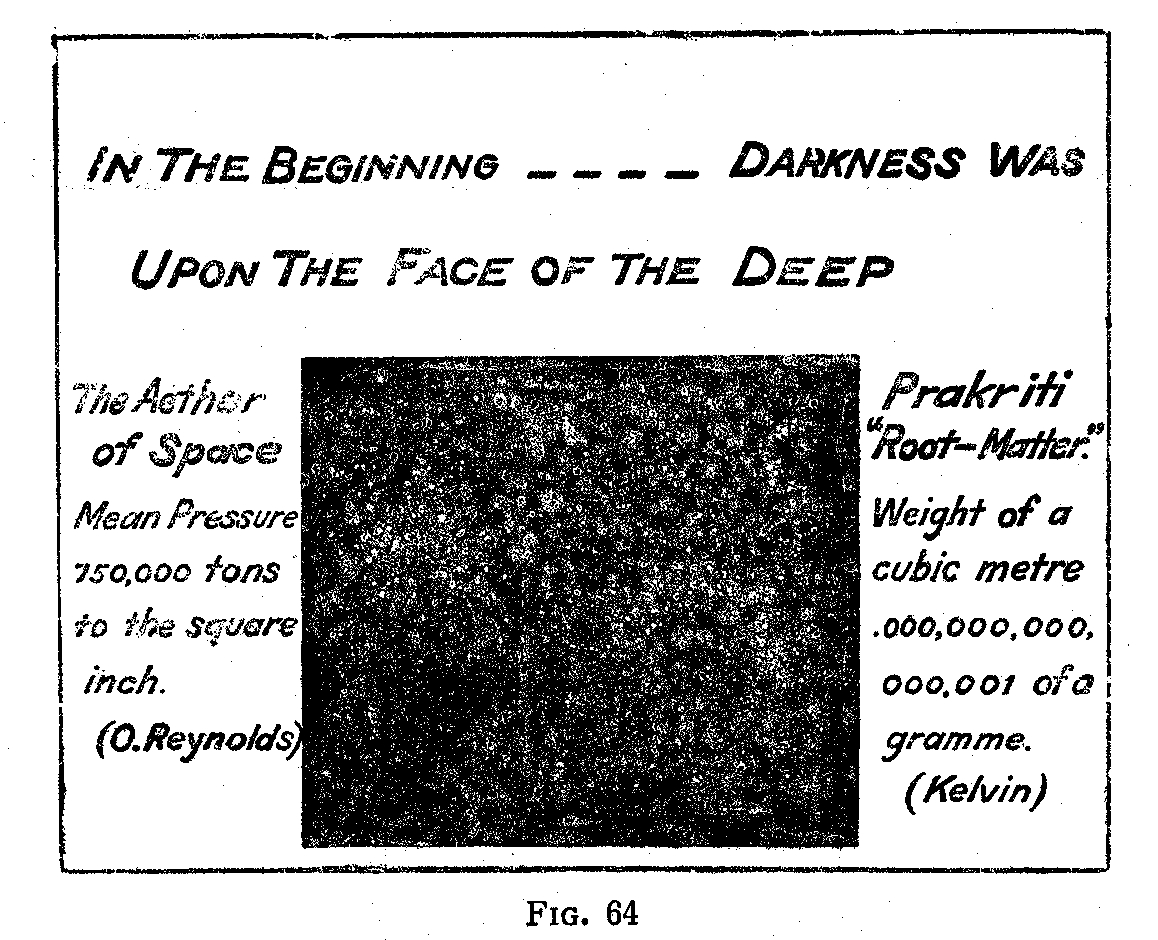 IN THE BEGINNING _ _ _ _ DARKNESS WAS
UPON THE FACE OF THE DEEP
The Aether
of Space
Mean Pressure
750,000 tons
to the square
inch.
(O.Reynolds)
Prakriti
"Root-Matter."
Weight of a
cubic metre
.000,000,000,
000,001 of a
gramme.
(Kelvin)
FIG. 64